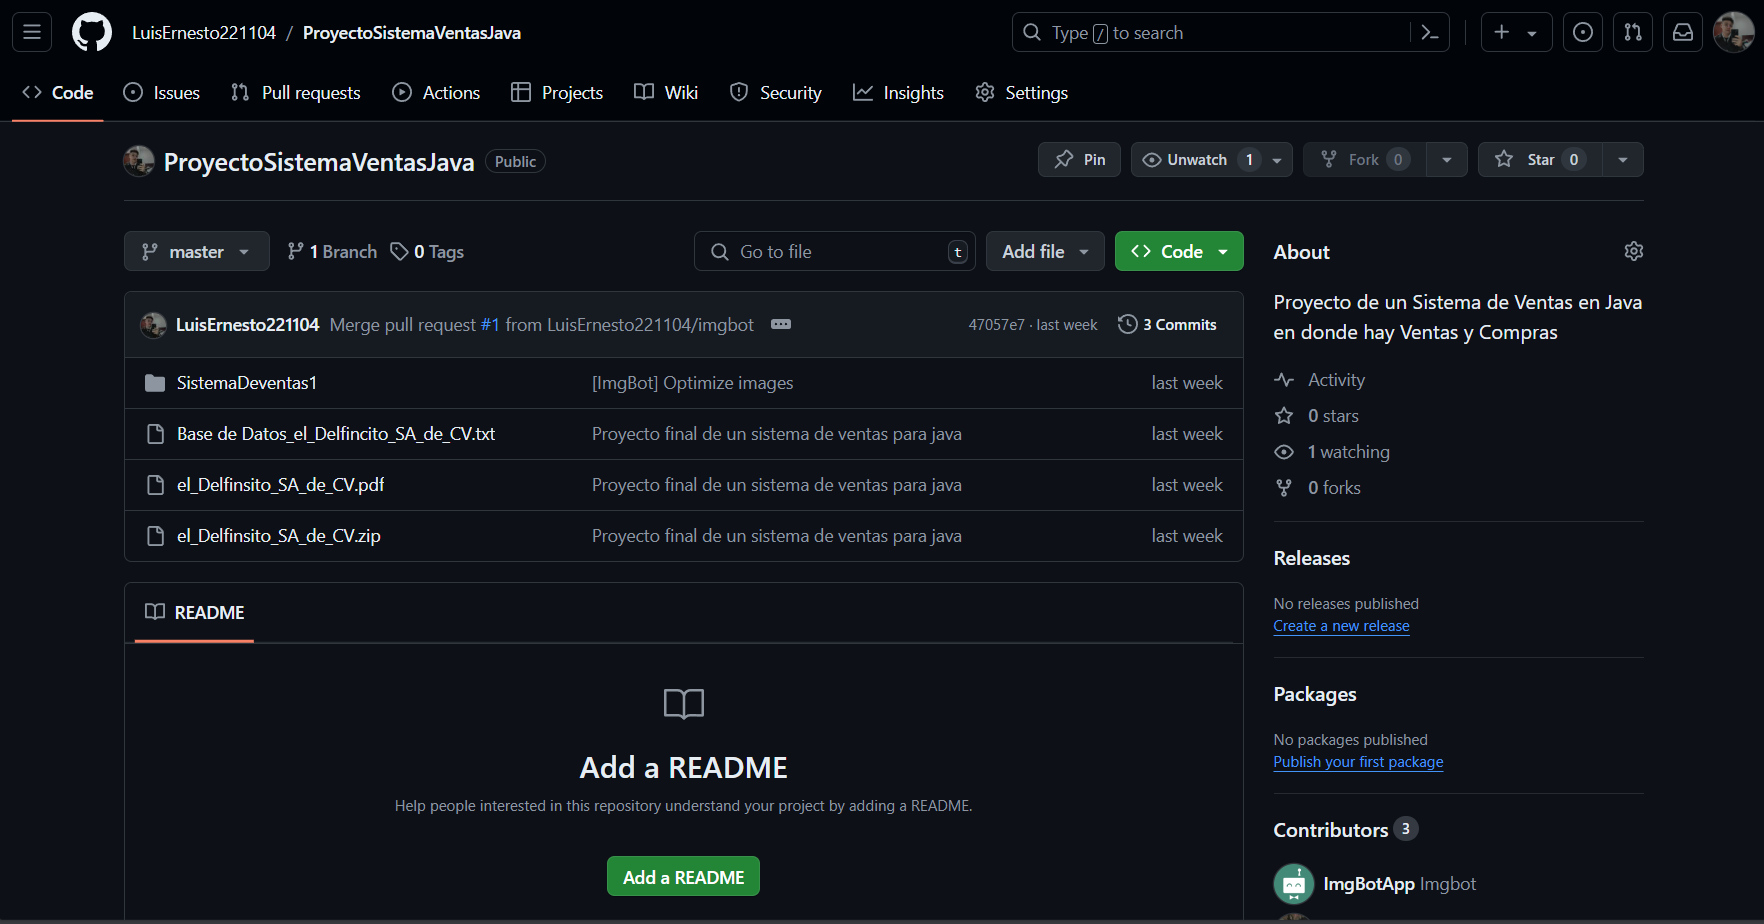 LuisErnesto221104 / ProyectoSistemaVentasJava
Type / to search
Code Issues Pull requests Actions Projects Wiki Security Insights Settings
ProyectoSistemaVentasJava Public
Pin Unwatch 1 Fork 0 Star 0
master 1 Branch 0 Tags
Go to file t Add file Code
LuisErnesto221104 Merge pull request #1 from LuisErnesto221104/imgbot 47057e7 · last week 3 Commits
SistemaDeventas1 [ImgBot] Optimize images last week
Base de Datos_el_Delfincito_SA_de_CV.txt Proyecto final de un sistema de ventas para java last week
el_Delfinsito_SA_de_CV.pdf Proyecto final de un sistema de ventas para java last week
el_Delfinsito_SA_de_CV.zip Proyecto final de un sistema de ventas para java last week
README
Add a README
Help people interested in this repository understand your project by adding a README.
Add a README
About
Proyecto de un Sistema de Ventas en Java
en donde hay Ventas y Compras
Activity
0 stars
1 watching
0 forks
Releases
No releases published
Create a new release
Packages
No packages published
Publish your first package
Contributors 3
ImgBotApp Imgbot